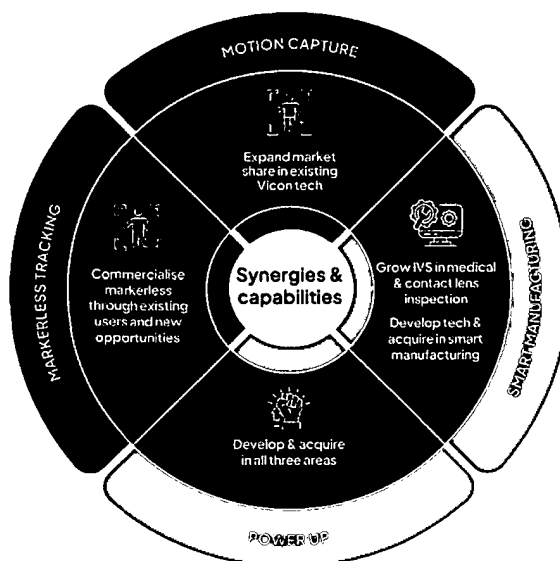 MOTION CAPTURE
Expand market
share in existing
Vicon tech
MARKERLESS TRACKING
Commercialise
markerless
through existing
users and new
opportunities
Synergies &
capabilities
Grow IVS in medical
& contact lens
inspection
Develop tech &
acquire in smart
manufacturing
SMART MANUFACTURING
Develop & acquire
in all three areas
POWER UP